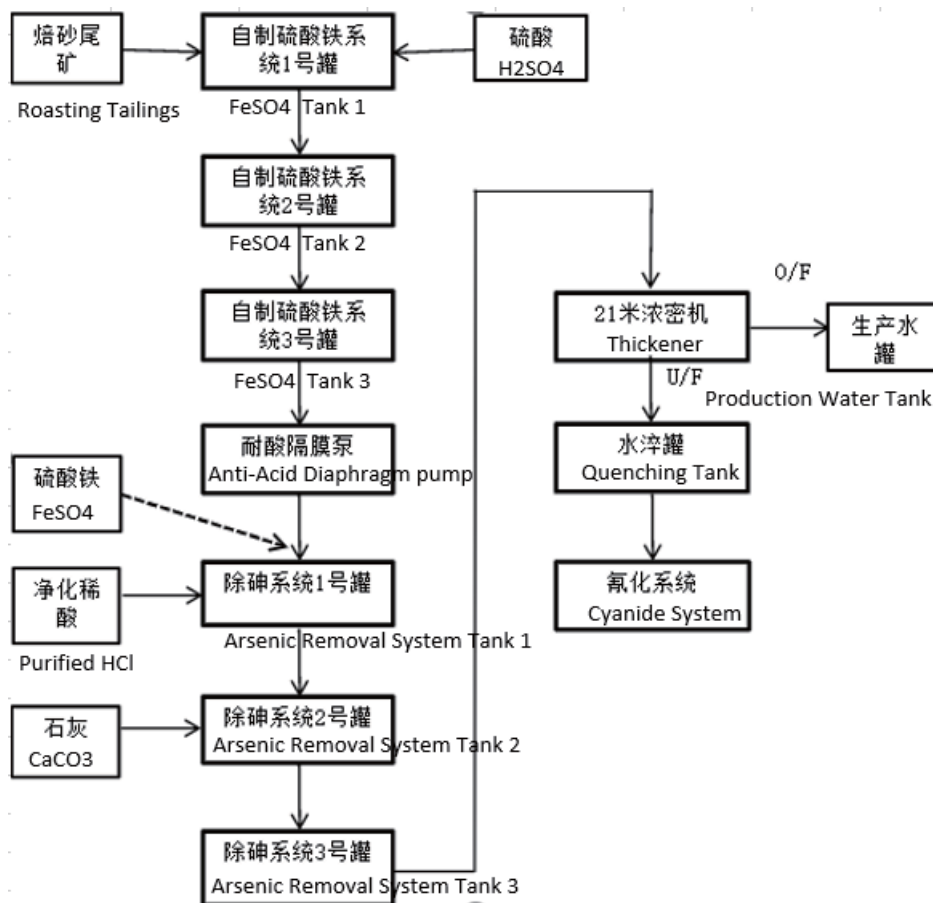 焙砂尾
矿
Roasting Tailings
自制硫酸铁系
统1号罐
FeSO4 Tank 1
硫酸
H2SO4
自制硫酸铁系
统2号罐
FeSO4 Tank 2
自制硫酸铁系
统3号罐
FeSO4 Tank 3
耐酸隔膜泵
Anti-Acid Diaphragm pump
硫酸铁
FeSO4
净化稀
酸
Purified HCl
除砷系统1号罐
Arsenic Removal System Tank 1
石灰
CaCO3
除砷系统2号罐
Arsenic Removal System Tank 2
除砷系统3号罐
Arsenic Removal System Tank 3
21米浓密机
Thickener
O/F
生产水
罐
Production Water Tank
U/F
水淬罐
Quenching Tank
氰化系统
Cyanide System